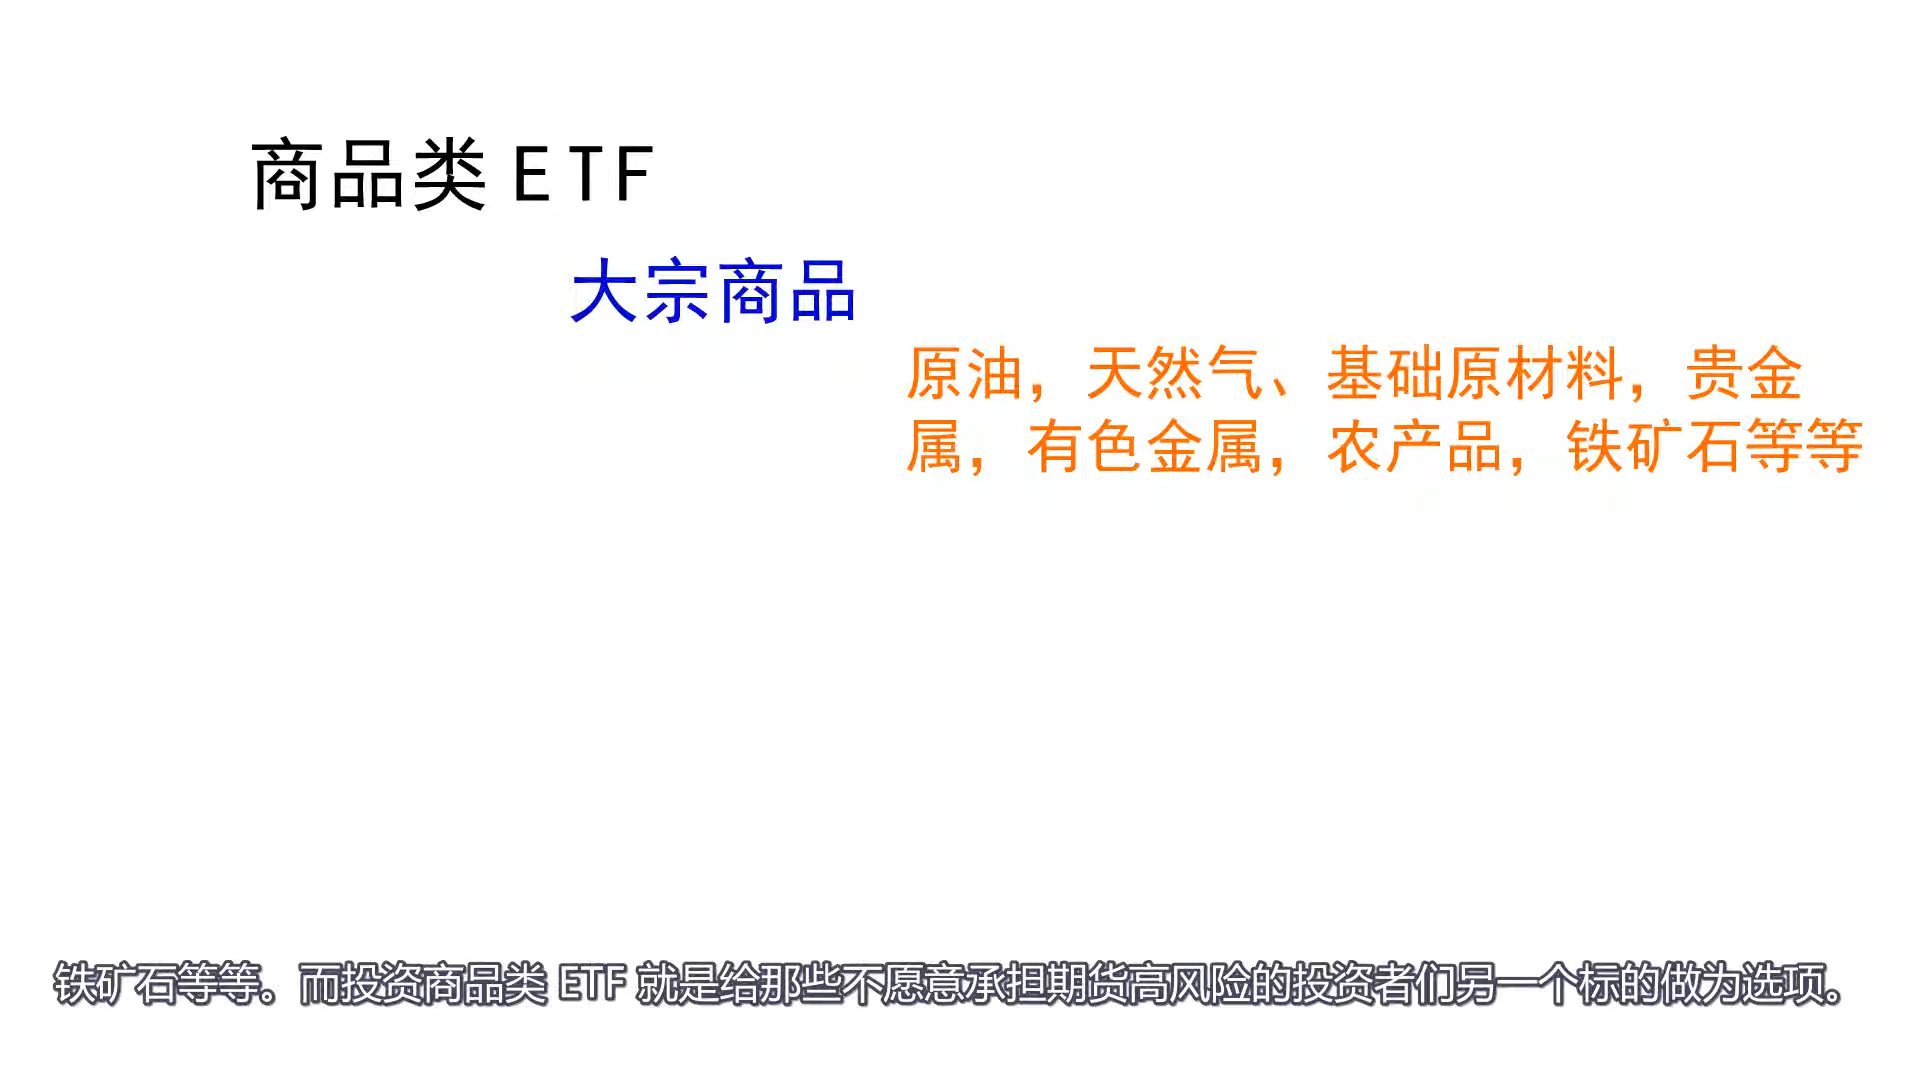 商品类 ETF
大宗商品
原油，天然气、基础原材料，贵金
属，有色金属，农产品，铁矿石等等
铁矿石等等。而投资商品类 ETF 就是给那些不愿意承担期货高风险的投资者们另一个标的做为选项。